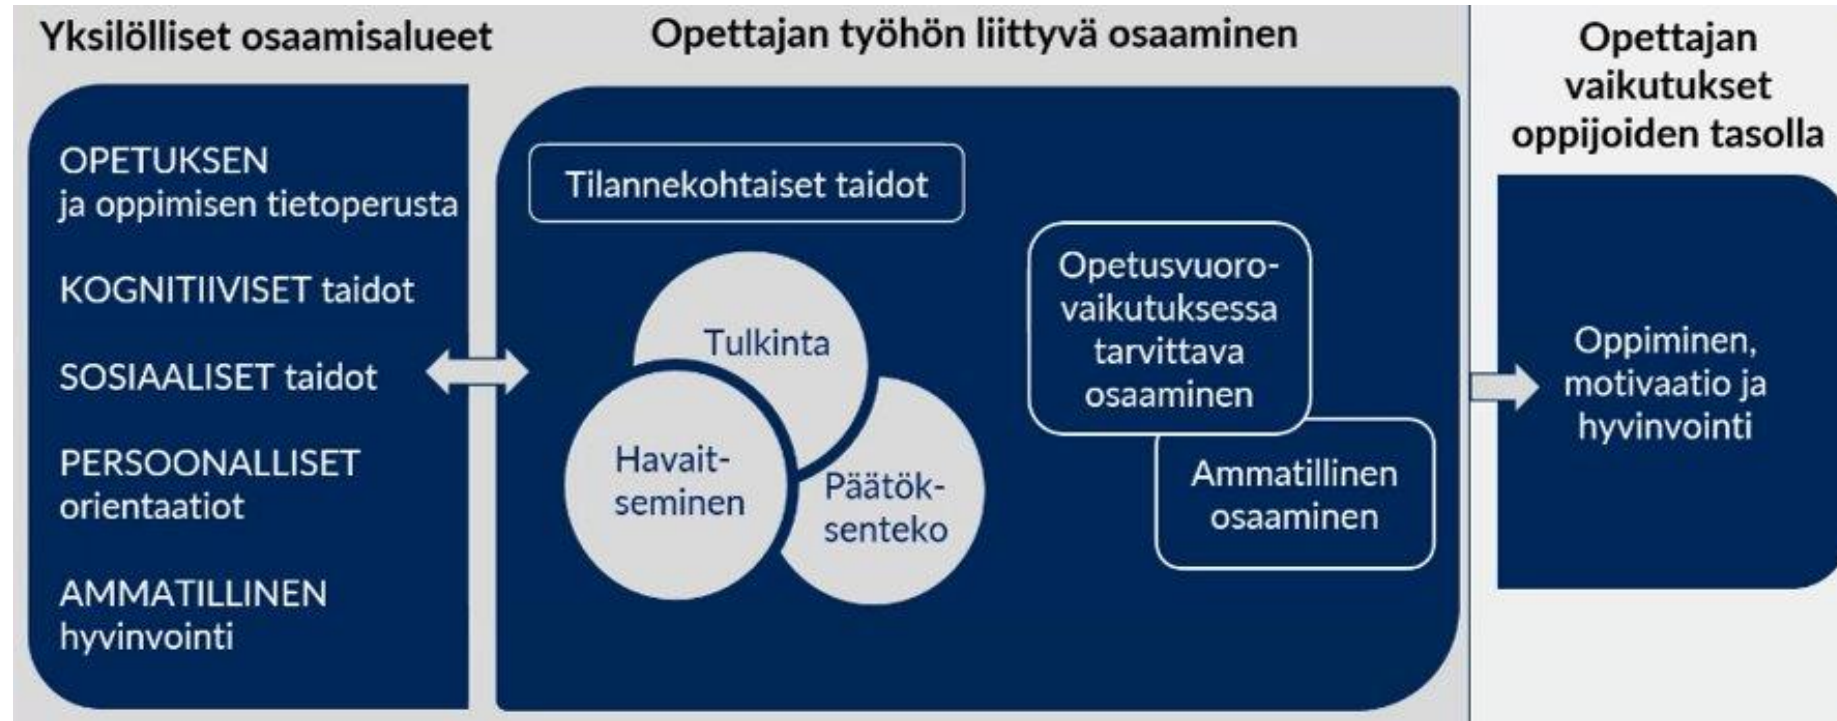 Yksilölliset osaamisalueet
OPETUKSEN
ja oppimisen tietoperusta
KOGNITIIVISET taidot
SOSIAALISET taidot
PERSOONALLISET
orientaatiot
AMMATILLINEN
hyvinvointi
Opettajan työhön liittyvä osaaminen
Tilannekohtaiset taidot
Tulkinta
Havait-
seminen
Päätök-
senteko
Opetusvuoro-
vaikutuksessa
tarvittava
osaaminen
Ammatillinen
osaaminen
Opettajan
vaikutukset
oppijoiden tasolla
Oppiminen,
motivaatio ja
hyvinvointi